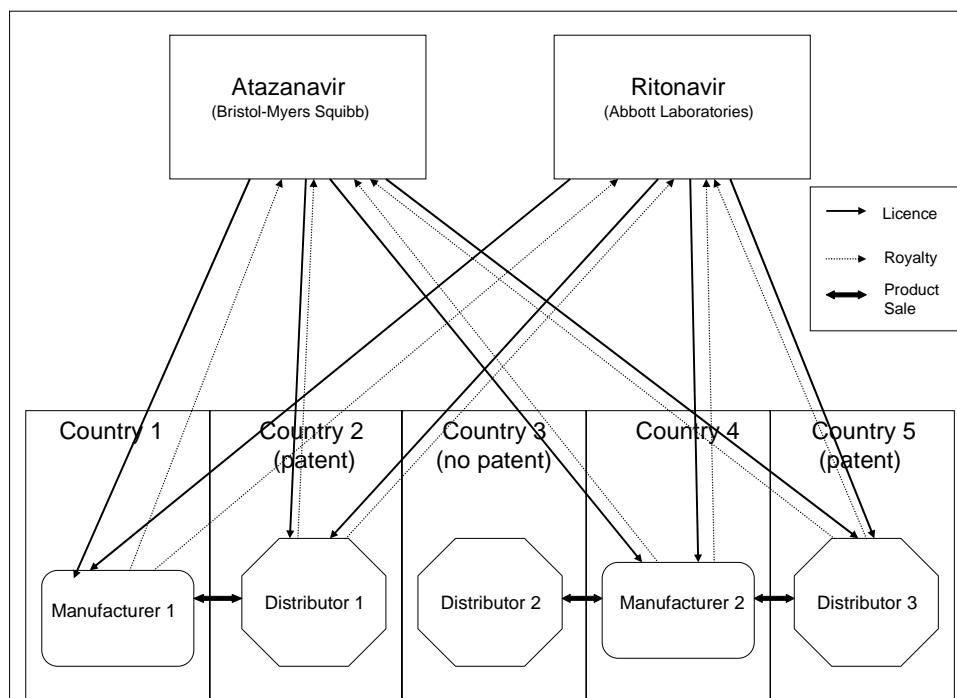 Atazanavir
(Bristol-Myers Squibb)
Ritonavir
(Abbott Laboratories)
Licence
Royalty
Product
Sale
Country 1
Country 2
(patent)
Country 3
(no patent)
Country 4
Country 5
(patent)
Manufacturer 1
Distributor 1
Distributor 2
Manufacturer 2
Distributor 3